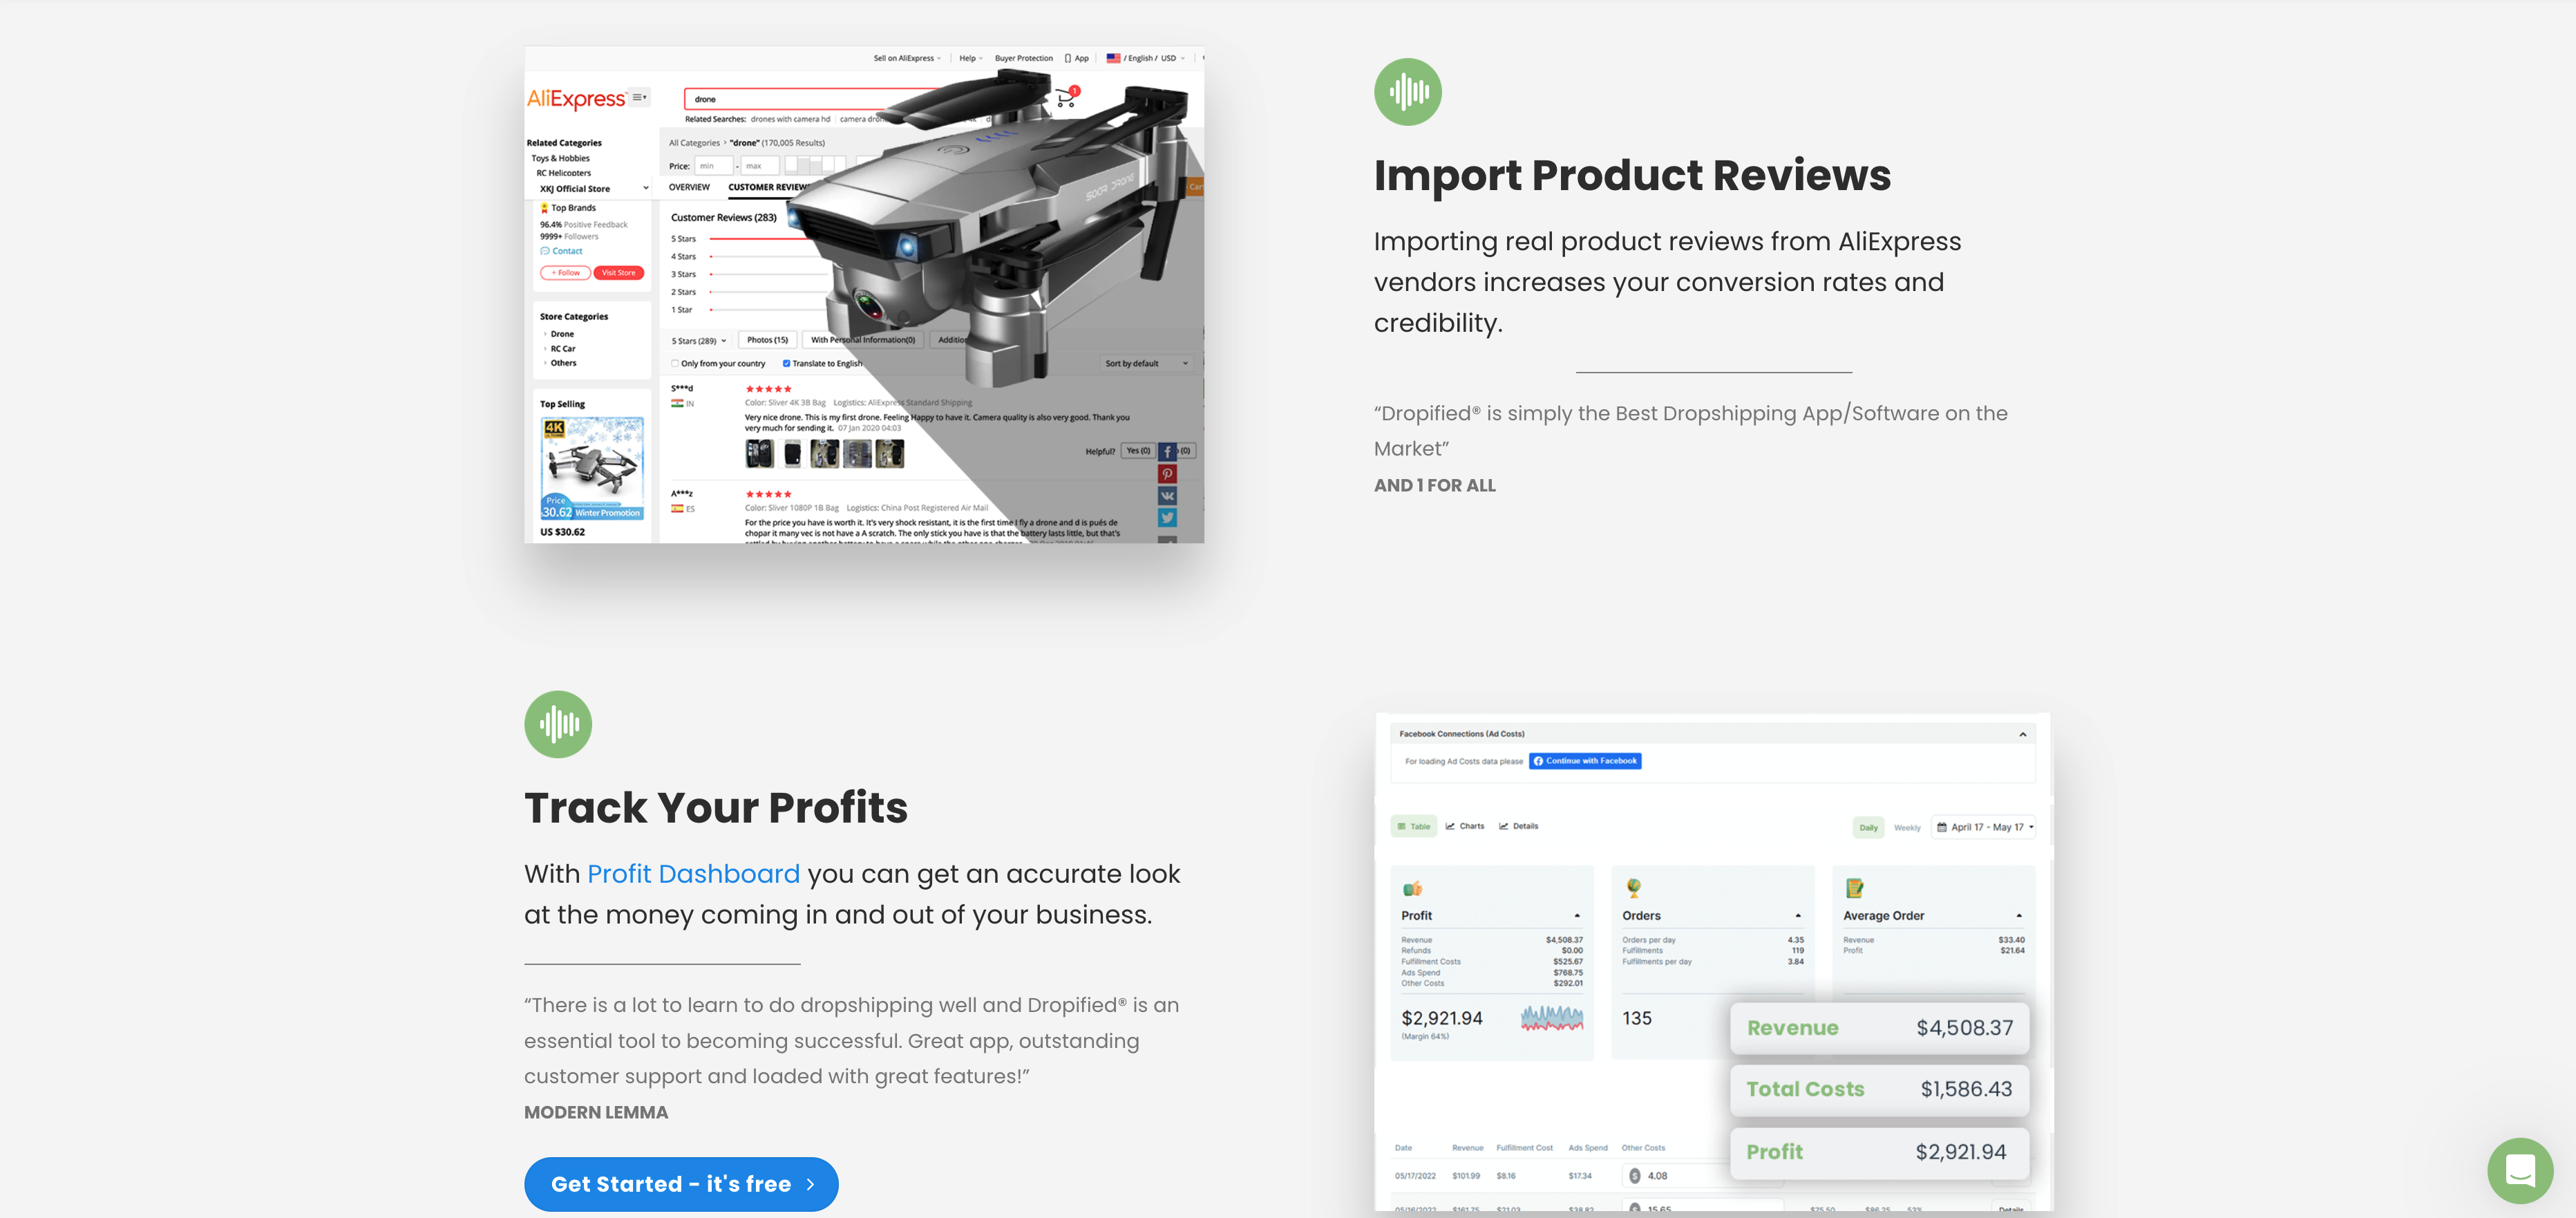 Sell on AliExpress
Help
Buyer Protection
App
/ English / USD
AliExpress
drone
1
Related Searches: drones with camera hd camera
Related Categories
Toys & Hobbies
RC Helicopters
XKJ Official Store
All Categories > "drone" (170,005 Results)
Price: min - max
OVERVIEW
CUSTOMER REVIEWS
Top Brands
96.4% Positive Feedback
9999+ Followers
Contact
+ Follow
Visit Store
Customer Reviews (283)
5 Stars
4 Stars
3 Stars
2 Stars
1 Star
Store Categories
Drone
RC Car
Others
5 Stars (289)
Photos (15)
With Personal Information(0)
Only from your country
Translate to English
Sort by default
Top Selling
4K
Price
30.62 Winter Promotion
US $30.62
S***d
IN
Color: Sliver 4K 3B Bag Logistics: AliExpress Standard Shipping
Very nice drone. This is my first drone. Feeling Happy to have it. Camera quality is also very good. Thank you
very much for sending it. 07 Jan 2020 04:03
Helpful? Yes (0) (0)
A***z
ES
Color: Sliver 1080P 1B Bag Logistics: China Post Registered Air Mail
For the price you have is worth it. It's very shock resistant, it is the first time I fly a drone and d is pués de
chopar it many vec is not have a A scratch. The only stick you have is that the battery lasts little, but that's
Import Product Reviews
Importing real product reviews from AliExpress
vendors increases your conversion rates and
credibility.
“Dropified® is simply the Best Dropshipping App/Software on the
Market”
AND 1 FOR ALL
Track Your Profits
With Profit Dashboard you can get an accurate look
at the money coming in and out of your business.
“There is a lot to learn to do dropshipping well and Dropified® is an
essential tool to becoming successful. Great app, outstanding
customer support and loaded with great features!”
MODERN LEMMA
Get Started - it's free
Facebook Connections (Ad Costs)
For loading Ad Costs data please Continue with Facebook
Table
Charts
Details
Daily
Weekly
April 17 - May 17
Profit
Revenue $4,508.37
Refunds $0.00
Fulfillment Costs $525.67
Ads Spend $768.75
Other Costs $292.01
$2,921.94
(Margin 64%)
Orders
Orders per day 4.35
Fulfillments 119
Fulfillments per day 3.84
135
Average Order
Revenue $33.40
Profit $21.64
Revenue $4,508.37
Total Costs $1,586.43
Profit $2,921.94
Date Revenue Fulfillment Cost Ads Spend Other Costs
05/17/2022 $101.99 $8.16 $17.34 4.08
05/16/2022 $161.75 $21.03 $38.82 15.65 $75.50 $86.25 53% Details